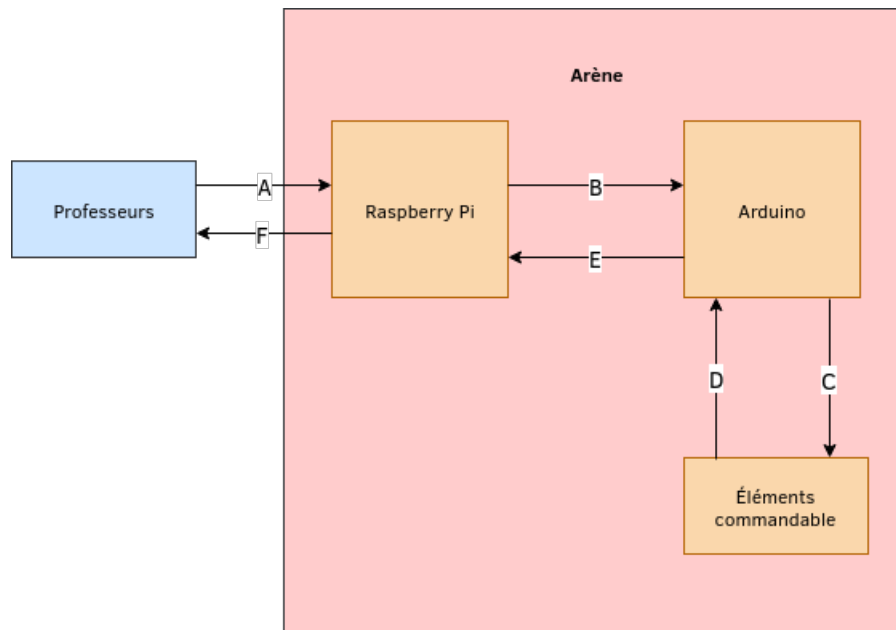 Arène
Professeurs
A
F
Raspberry Pi
B
E
Arduino
D
C
Éléments
commandable